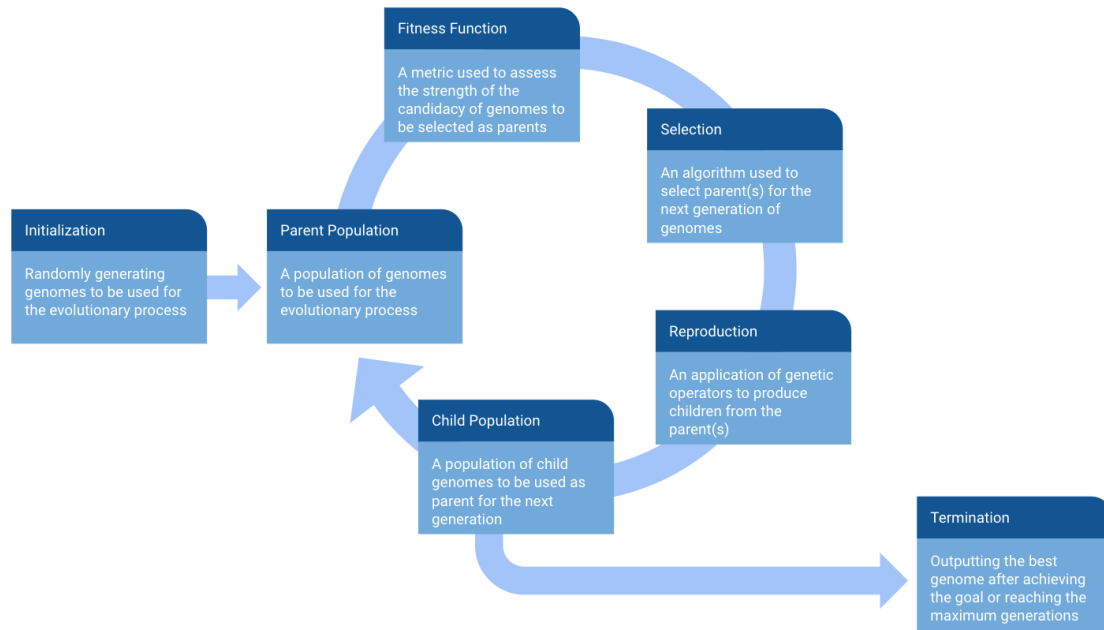 Fitness Function
A metric used to assess
the strength of the
candidacy of genomes to
be selected as parents
Selection
An algorithm used to
select parent(s) for the
next generation of
genomes
Initialization
Randomly generating
genomes to be used for
the evolutionary process
Parent Population
A population of genomes
to be used for the
evolutionary process
Reproduction
An application of genetic
operators to produce
children from the
parent(s)
Child Population
A population of child
genomes to be used as
parent for the next
generation
Termination
Outputting the best
genome after achieving
the goal or reaching the
maximum generations